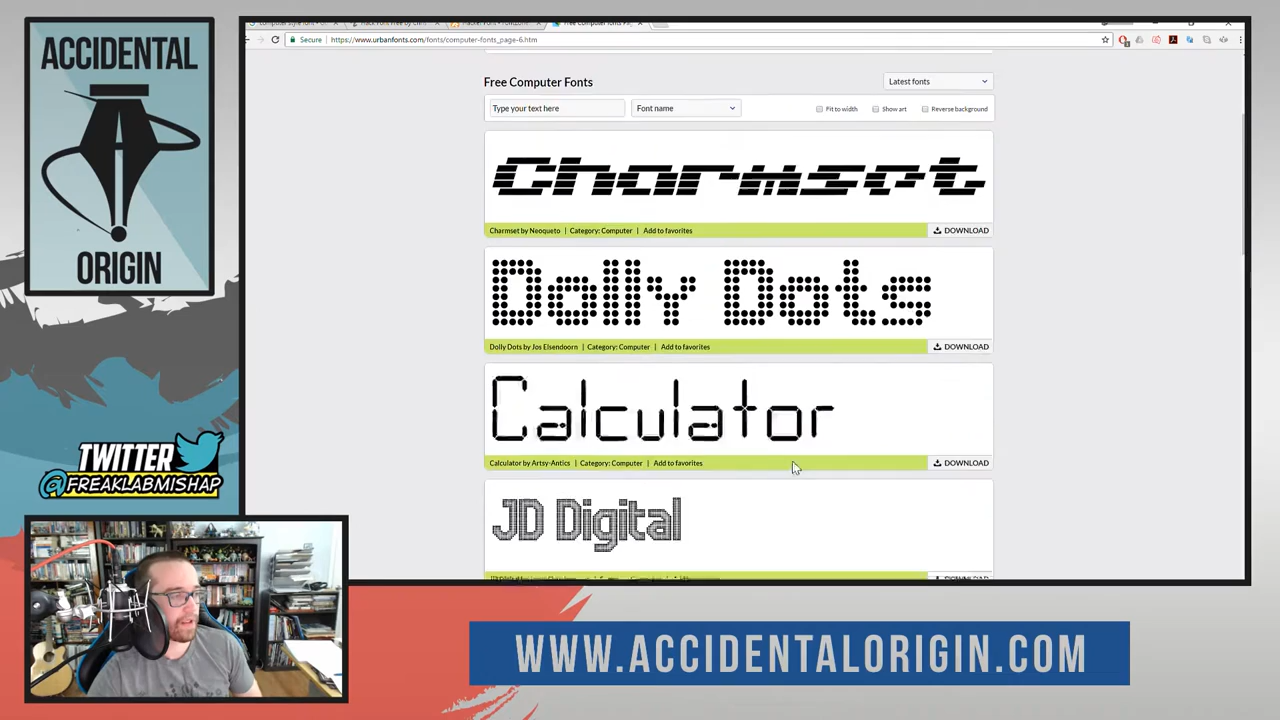 ACCIDENTAL
ORIGIN
TWITTER
@FREAKLABMISHAP
Secure
https://www.urbanfonts.com/fonts/computer-fonts_page-6.htm
Free Computer Fonts
Latest fonts
Type your text here
Font name
Fit to width
Show art
Reverse background
Charmset
Charmset by Neoqueto | Category: Computer | Add to favorites
DOWNLOAD
Dolly Dots
Dolly Dots by Jos Elsendoorn | Category: Computer | Add to favorites
DOWNLOAD
Calculator
Calculator by Artsy-Antics | Category: Computer | Add to favorites
DOWNLOAD
JD Digital
WWW.ACCIDENTALORIGIN.COM